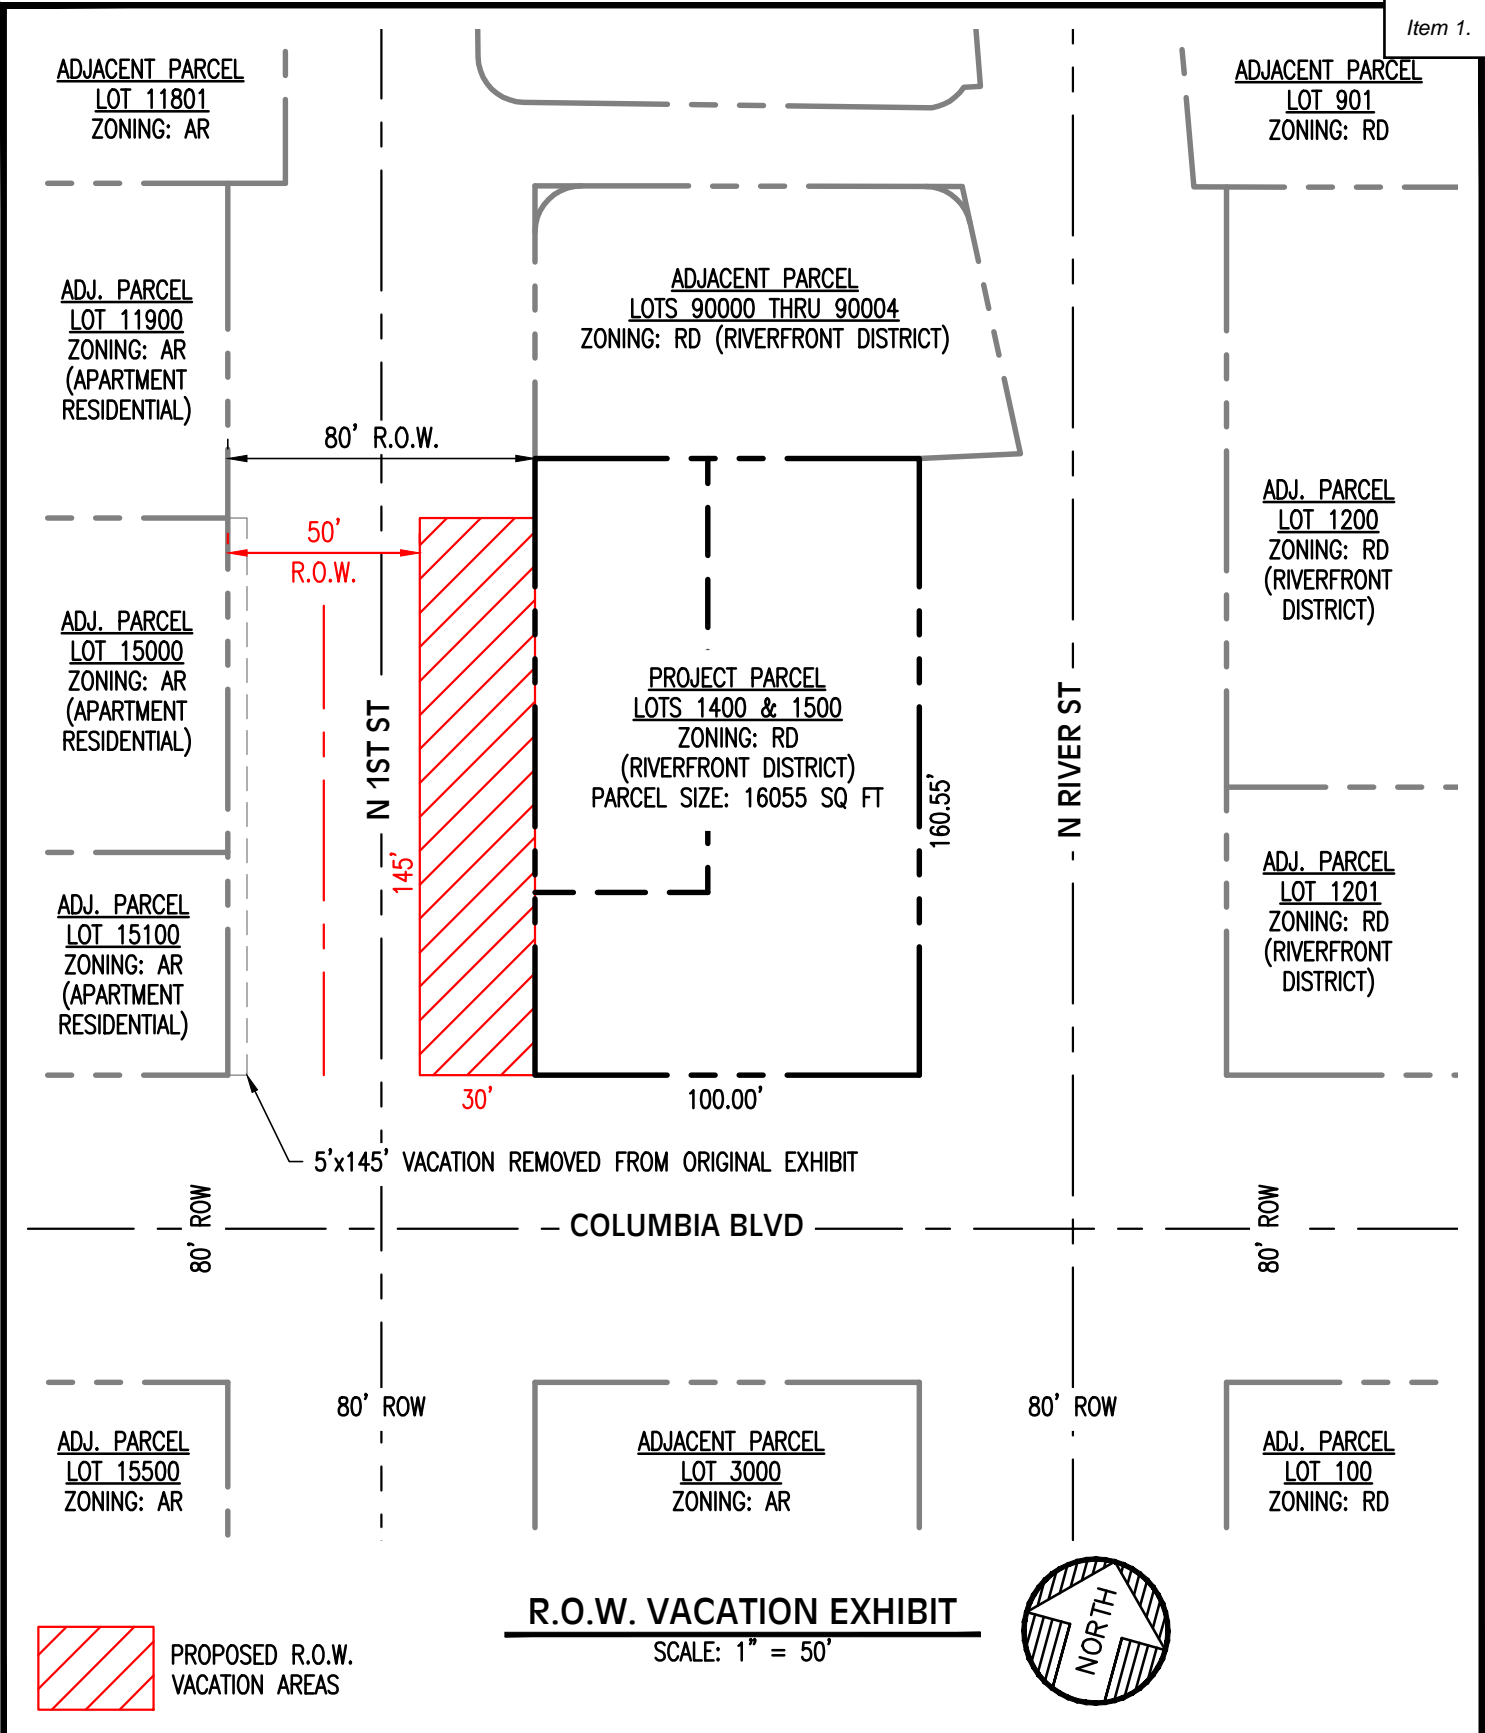 Item 1.
ADJACENT PARCEL
LOT 11801
ZONING: AR
ADJACENT PARCEL
LOT 901
ZONING: RD
ADJ. PARCEL
LOT 11900
ZONING: AR
(APARTMENT
RESIDENTIAL)
ADJACENT PARCEL
LOTS 90000 THRU 90004
ZONING: RD (RIVERFRONT DISTRICT)
80' R.O.W.
50'
R.O.W.
ADJ. PARCEL
LOT 1200
ZONING: RD
(RIVERFRONT
DISTRICT)
ADJ. PARCEL
LOT 15000
ZONING: AR
(APARTMENT
RESIDENTIAL)
N 1ST ST
145'
PROJECT PARCEL
LOTS 1400 & 1500
ZONING: RD
(RIVERFRONT DISTRICT)
PARCEL SIZE: 16055 SQ FT
160.55'
N RIVER ST
ADJ. PARCEL
LOT 1201
ZONING: RD
(RIVERFRONT
DISTRICT)
ADJ. PARCEL
LOT 15100
ZONING: AR
(APARTMENT
RESIDENTIAL)
30'
100.00'
5'x145' VACATION REMOVED FROM ORIGINAL EXHIBIT
80' ROW
COLUMBIA BLVD
80' ROW
80' ROW
80' ROW
ADJ. PARCEL
LOT 15500
ZONING: AR
ADJACENT PARCEL
LOT 3000
ZONING: AR
ADJ. PARCEL
LOT 100
ZONING: RD
R.O.W. VACATION EXHIBIT
SCALE: 1" = 50'
NORTH
PROPOSED R.O.W.
VACATION AREAS